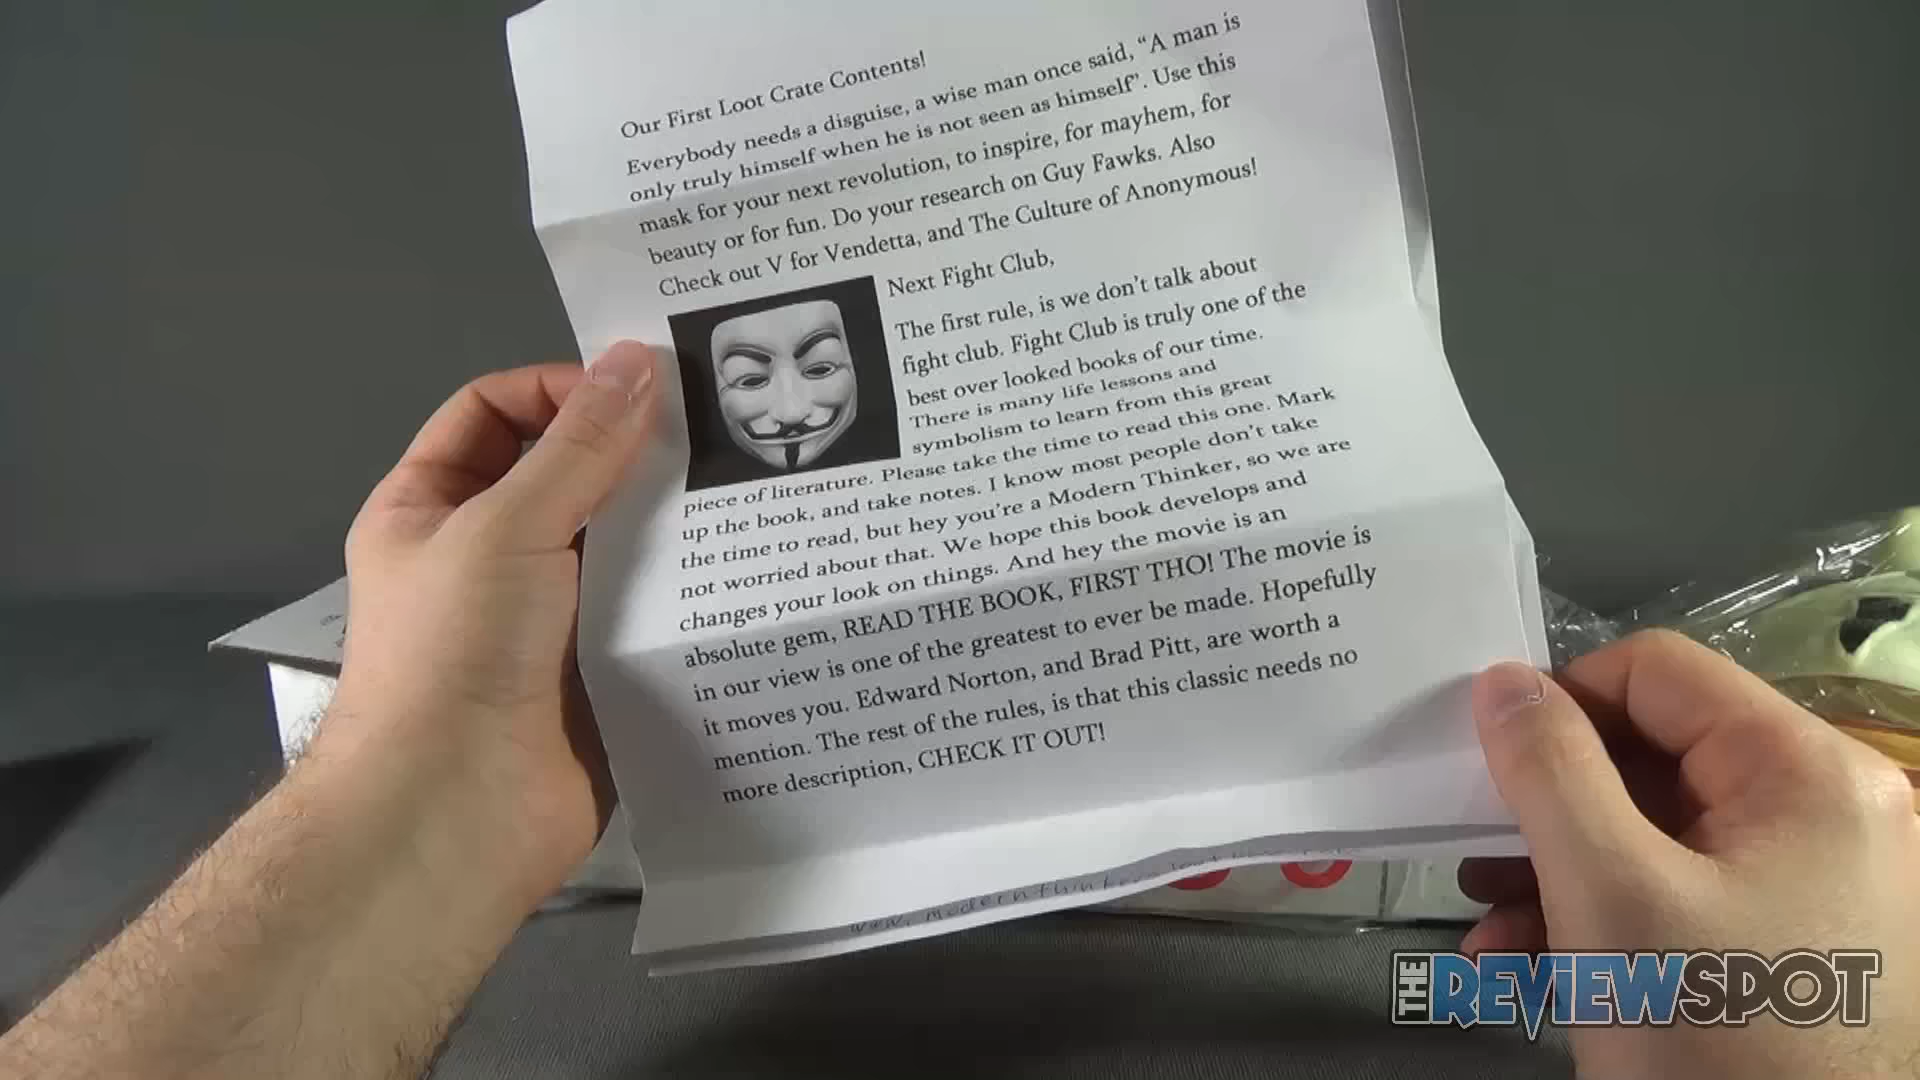 Our First Loot Crate Contents!
Everybody needs a disguise, a wise man once said, “A man is
only truly himself when he is not seen as himself”. Use this
mask for your next revolution, to inspire, for mayhem, for
beauty or for fun. Do your research on Guy Fawks. Also
Check out V for Vendetta, and The Culture of Anonymous!
Next Fight Club,
The first rule, is we don’t talk about
fight club. Fight Club is truly one of the
best over looked books of our time.
There is many life lessons and
symbolism to learn from this great
piece of literature. Please take the time to read this one. Mark
up the book, and take notes. I know most people don’t take
the time to read, but hey you’re a Modern Thinker, so we are
not worried about that. We hope this book develops and
changes your look on things. And hey the movie is an
absolute gem, READ THE BOOK, FIRST THO! The movie is
in our view is one of the greatest to ever be made. Hopefully
it moves you. Edward Norton, and Brad Pitt, are worth a
mention. The rest of the rules, is that this classic needs no
more description, CHECK IT OUT!
THE REVIEWSPOT